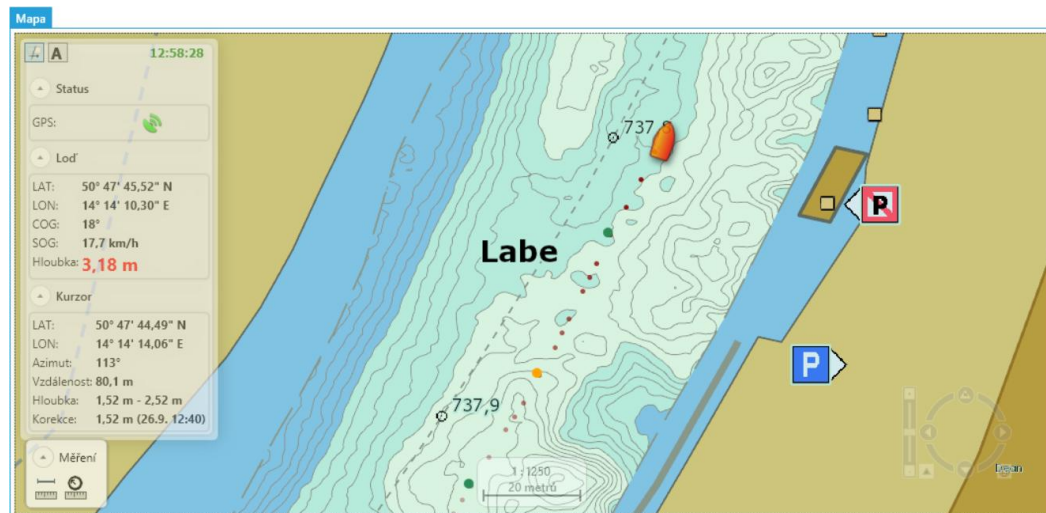 Mapa
A
12:58:28
Status
GPS:
Loď
LAT: 50° 47' 45,52" N
LON: 14° 14' 10,30" E
COG: 18°
SOG: 17,7 km/h
Hloubka: 3,18 m
Kurzor
LAT: 50° 47' 44,49" N
LON: 14° 14' 14,06" E
Azimut: 113°
Vzdálenost: 80,1 m
Hloubka: 1,52 m - 2,52 m
Korekce: 1,52 m (26.9. 12:40)
Měření
737,8
P
Labe
P
737,9
1 : 1250
20 metrů